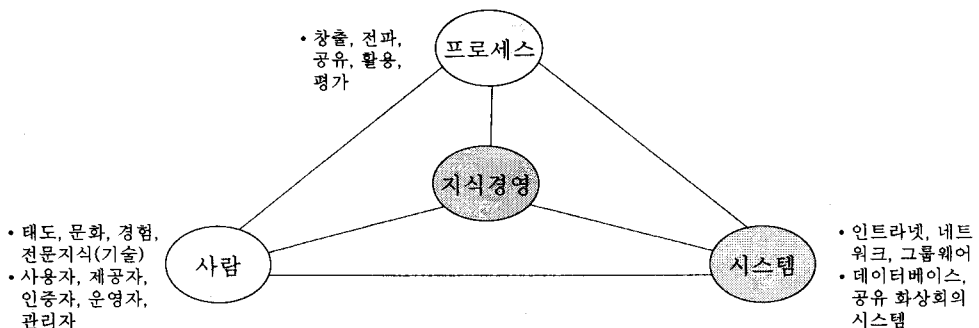 • 창출, 전파,
공유, 활용,
평가
프로세스
지식경영
• 태도, 문화, 경험,
전문지식(기술)
• 사용자, 제공자,
인증자, 운영자,
관리자
사람
시스템
• 인트라넷, 네트
워크, 그룹웨어
• 데이터베이스,
공유 화상회의
시스템